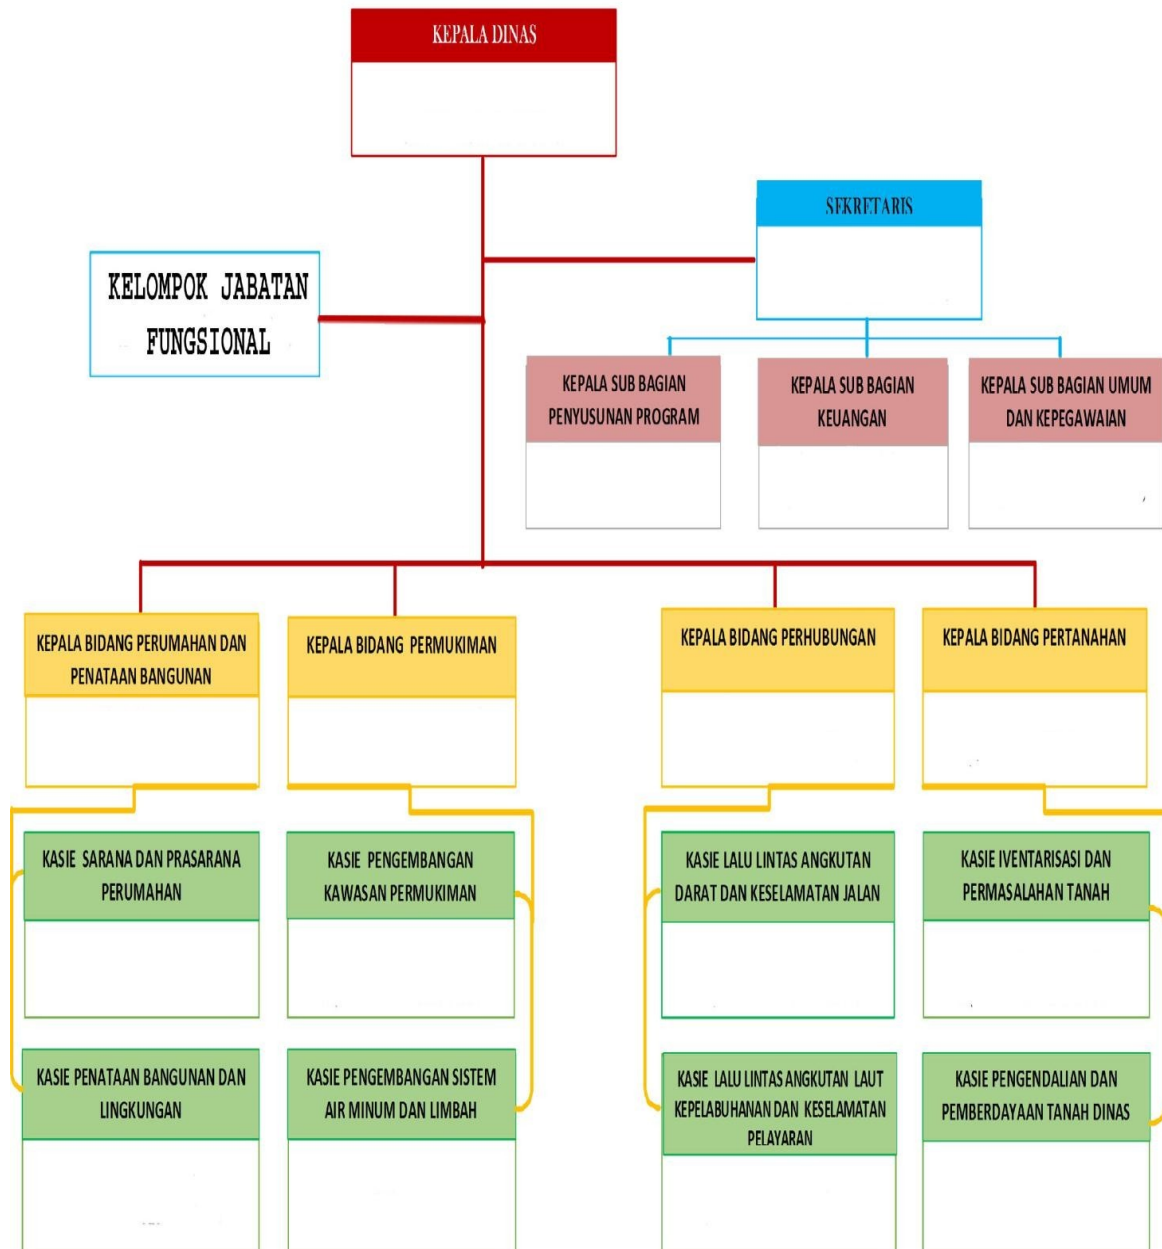 KEPALA DINAS
SEKRETARIS
KELOMPOK JABATAN
FUNGSIONAL
KEPALA SUB BAGIAN
PENYUSUNAN PROGRAM
KEPALA SUB BAGIAN
KEUANGAN
KEPALA SUB BAGIAN UMUM
DAN KEPEGAWAIAN
KEPALA BIDANG PERUMAHAN DAN
PENATAAN BANGUNAN
KEPALA BIDANG PERMUKIMAN
KEPALA BIDANG PERHUBUNGAN
KEPALA BIDANG PERTANAHAN
KASIE SARANA DAN PRASARANA
PERUMAHAN
KASIE PENGEMBANGAN
KAWASAN PERMUKIMAN
KASIE LALU LINTAS ANGKUTAN
DARAT DAN KESELAMATAN JALAN
KASIE IVENTARISASI DAN
PERMASALAHAN TANAH
KASIE PENATAAN BANGUNAN DAN
LINGKUNGAN
KASIE PENGEMBANGAN SISTEM
AIR MINUM DAN LIMBAH
KASIE LALU LINTAS ANGKUTAN LAUT
KEPELABUHANAN DAN KESELAMATAN
PELAYARAN
KASIE PENGENDALIAN DAN
PEMBERDAYAAN TANAH DINAS